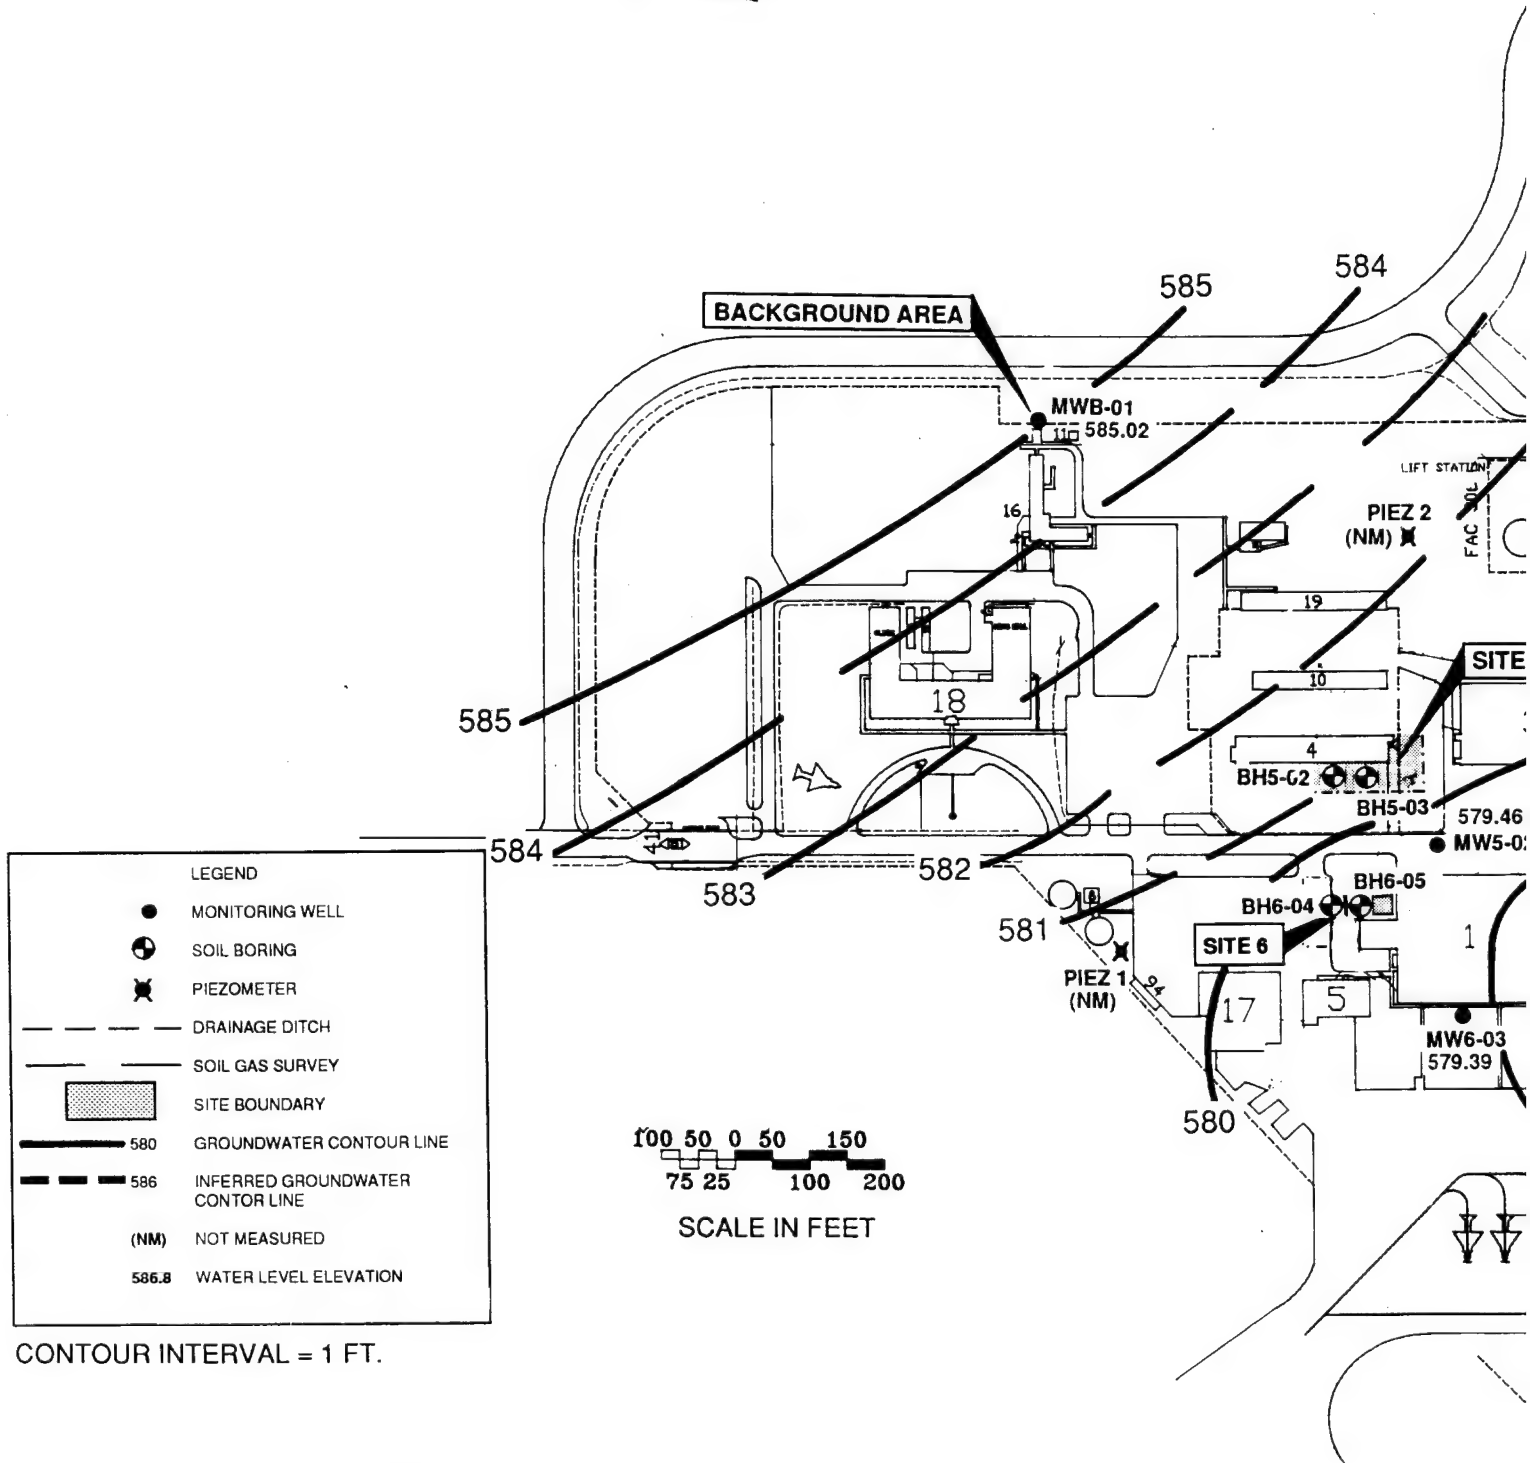 584
585
BACKGROUND AREA
MWB-01
11
585.02
LIFT STATION
16
PIEZ 2
(NM)
FAC 301
19
SITE
10
18
585
4
BH5-02
BH5-03
579.46
MW5-02
41
584
582
583
8
BH6-05
BH6-04
581
SITE 6
1
PIEZ 1
(NM)
94
17
5
MW6-03
579.39
580
LEGEND
MONITORING WELL
SOIL BORING
PIEZOMETER
DRAINAGE DITCH
SOIL GAS SURVEY
SITE BOUNDARY
580 GROUNDWATER CONTOUR LINE
586 INFERRED GROUNDWATER
CONTOR LINE
(NM) NOT MEASURED
586.8 WATER LEVEL ELEVATION
CONTOUR INTERVAL = 1 FT.
100 50 0 50 150
75 25 100 200
SCALE IN FEET